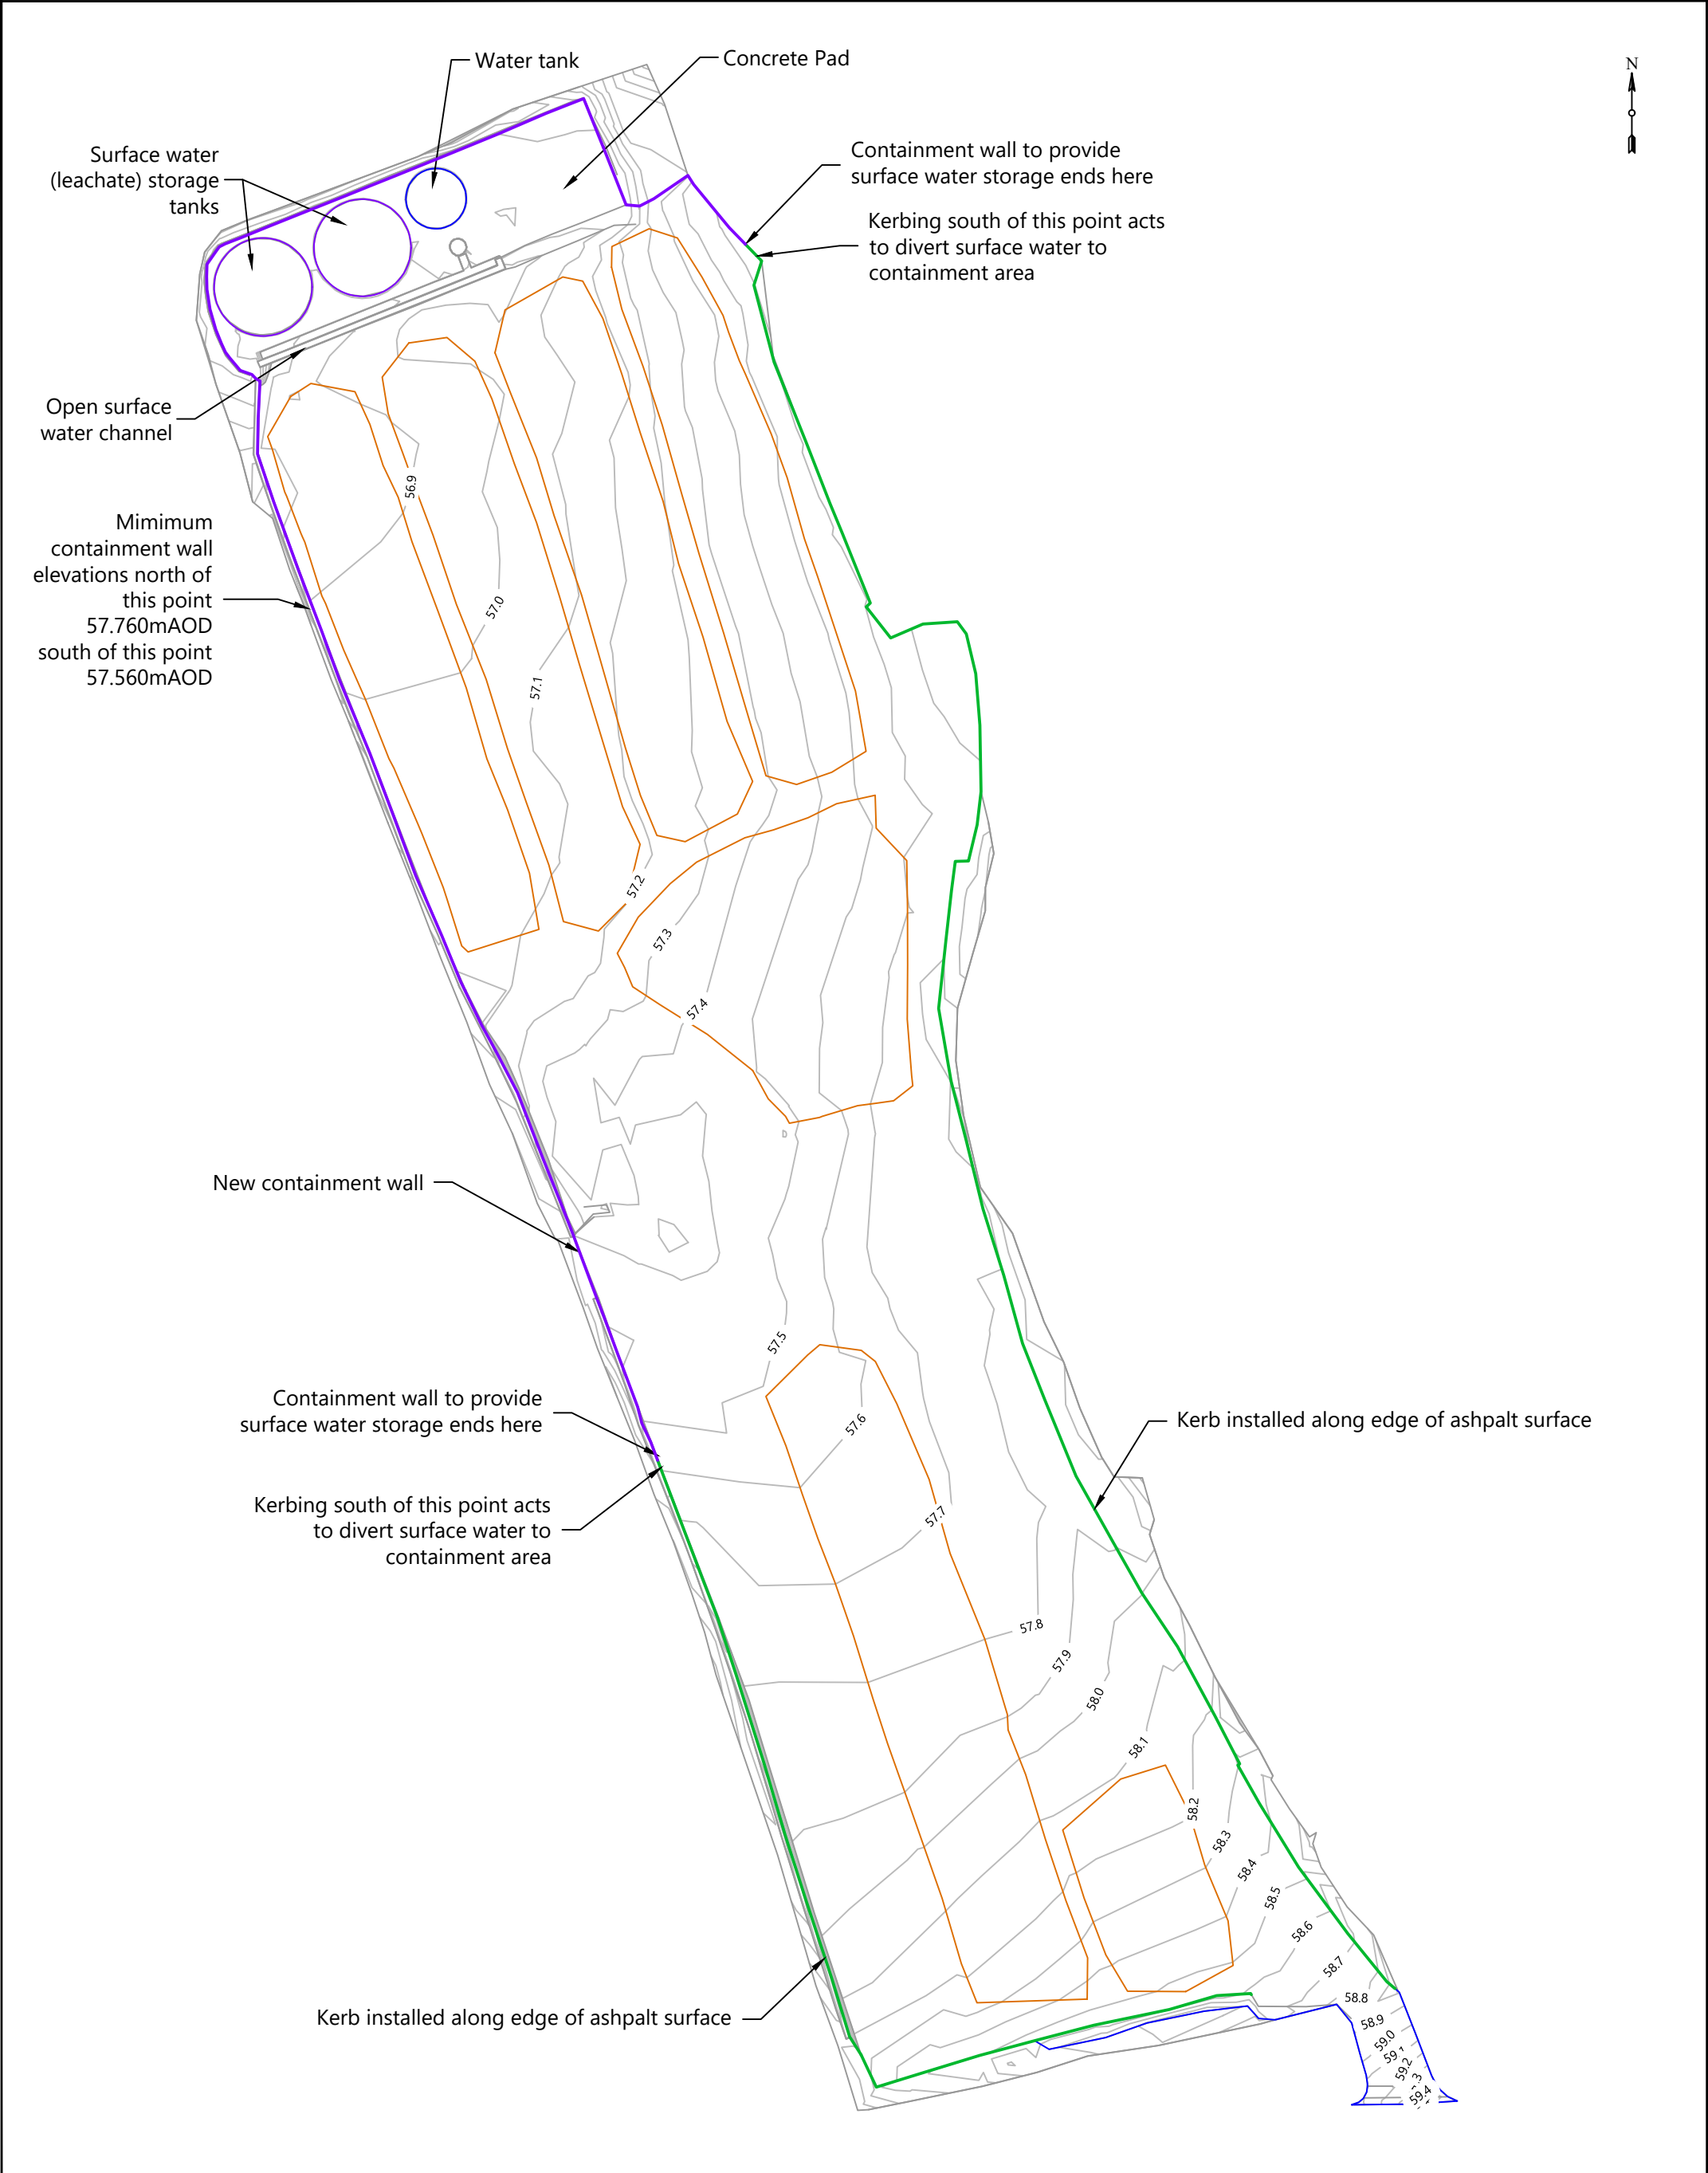 Water tank
Concrete Pad
N
Surface water
(leachate) storage
tanks
Containment wall to provide
surface water storage ends here
Kerbing south of this point acts
to divert surface water to
containment area
Open surface
water channel
56.9
Mimimum
containment wall
elevations north of
this point
57.760mAOD
south of this point
57.560mAOD
57.0
57.1
57.2
57.3
57.4
New containment wall
57.5
Containment wall to provide
surface water storage ends here
57.6
Kerb installed along edge of ashpalt surface
Kerbing south of this point acts
to divert surface water to
containment area
57.7
57.8
57.9
58.0
58.1
58.2
58.3
58.4
58.5
58.6
58.7
58.8
Kerb installed along edge of ashpalt surface
58.9
59.0
59.2
59.4